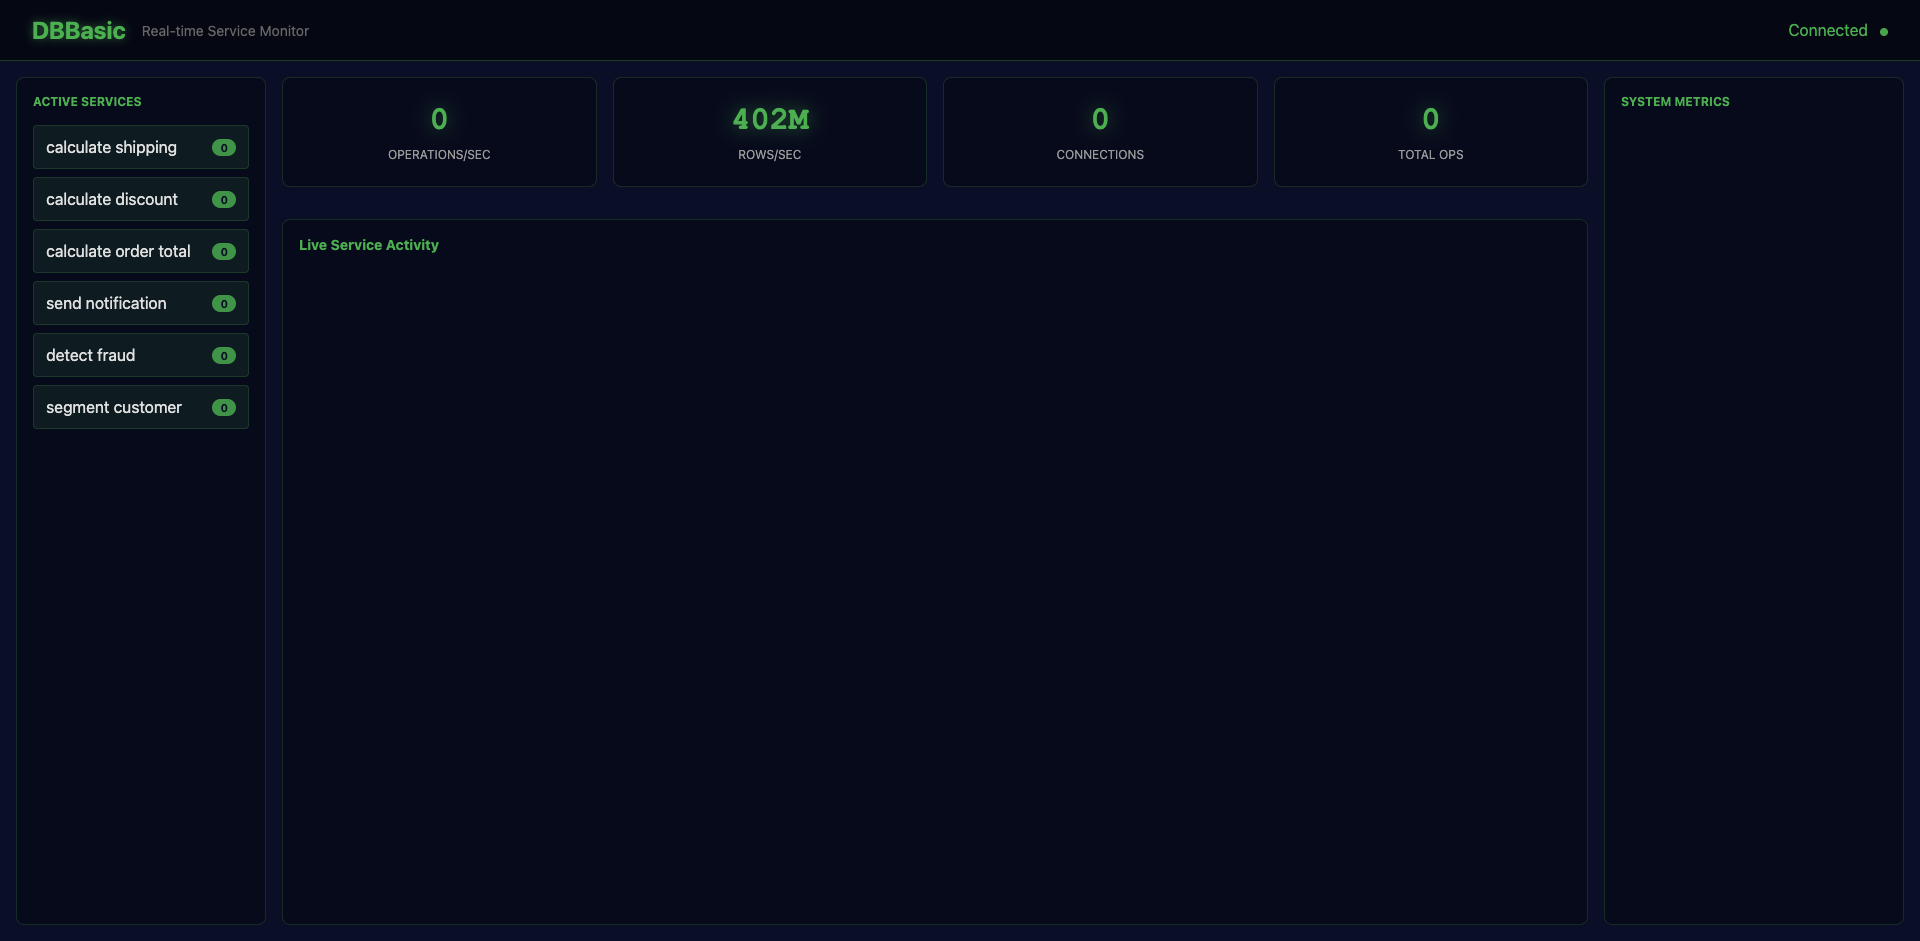 DBBasic Real-time Service Monitor Connected
ACTIVE SERVICES
calculate shipping 0
calculate discount 0
calculate order total 0
send notification 0
detect fraud 0
segment customer 0
0
OPERATIONS/SEC
402M
ROWS/SEC
0
CONNECTIONS
0
TOTAL OPS
Live Service Activity
SYSTEM METRICS